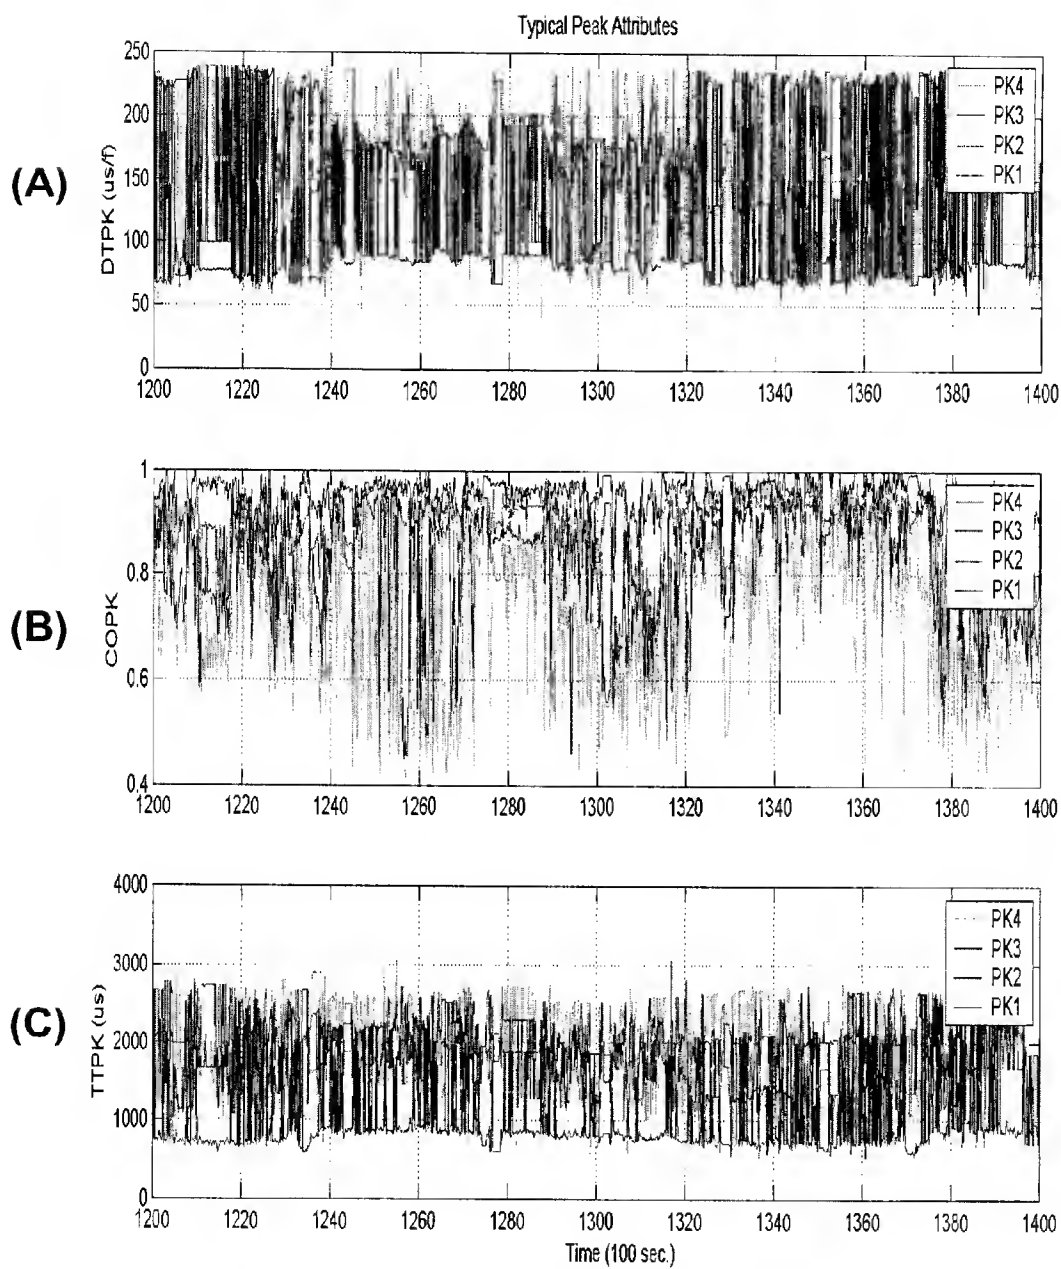 Typical Peak Attributes
(A)
DTPK (us/f)
250
200
150
100
50
0
PK4
PK3
PK2
PK1
1200 1220 1240 1260 1280 1300 1320 1340 1360 1380 1400
(B)
COPK
1
0.8
0.6
0.4
PK4
PK3
PK2
PK1
1200 1220 1240 1260 1280 1300 1320 1340 1360 1380 1400
(C)
TTPK (us)
4000
3000
2000
1000
0
PK4
PK3
PK2
PK1
1200 1220 1240 1260 1280 1300 1320 1340 1360 1380 1400
Time (100 sec.)